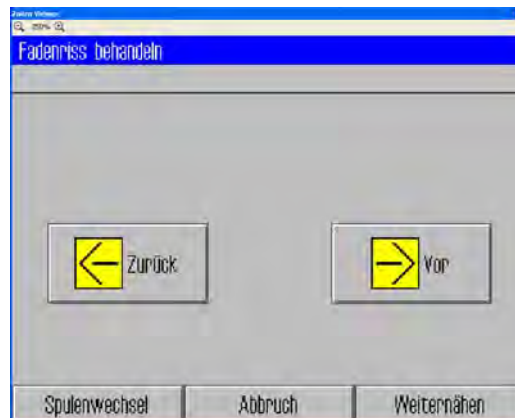 Fadenriss behandeln
Zurück
Vor
Spulenwechsel
Abbruch
Weiternähen